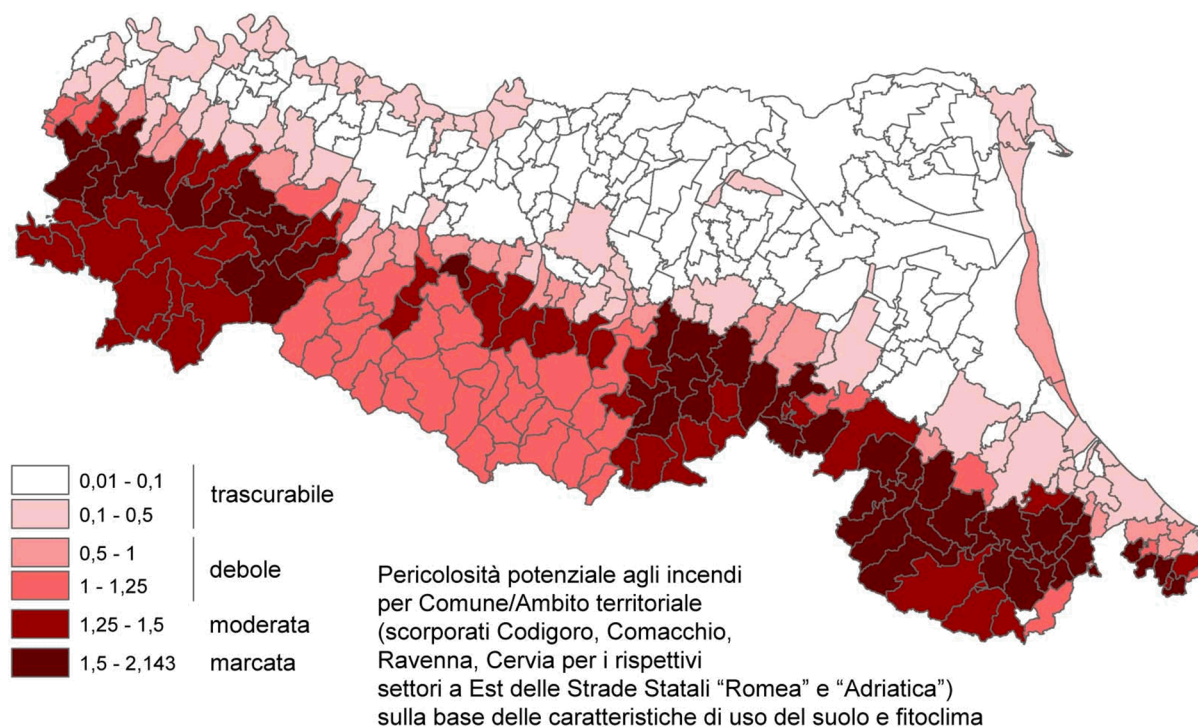 0,01 - 0,1
trascurabile
0,1 - 0,5
0,5 - 1
debole
1 - 1,25
1,25 - 1,5 moderata
1,5 - 2,143 marcata
Pericolosità potenziale agli incendi
per Comune/Ambito territoriale
(scorporati Codigoro, Comacchio,
Ravenna, Cervia per i rispettivi
settori a Est delle Strade Statali “Romea” e “Adriatica”)
sulla base delle caratteristiche di uso del suolo e fitoclima